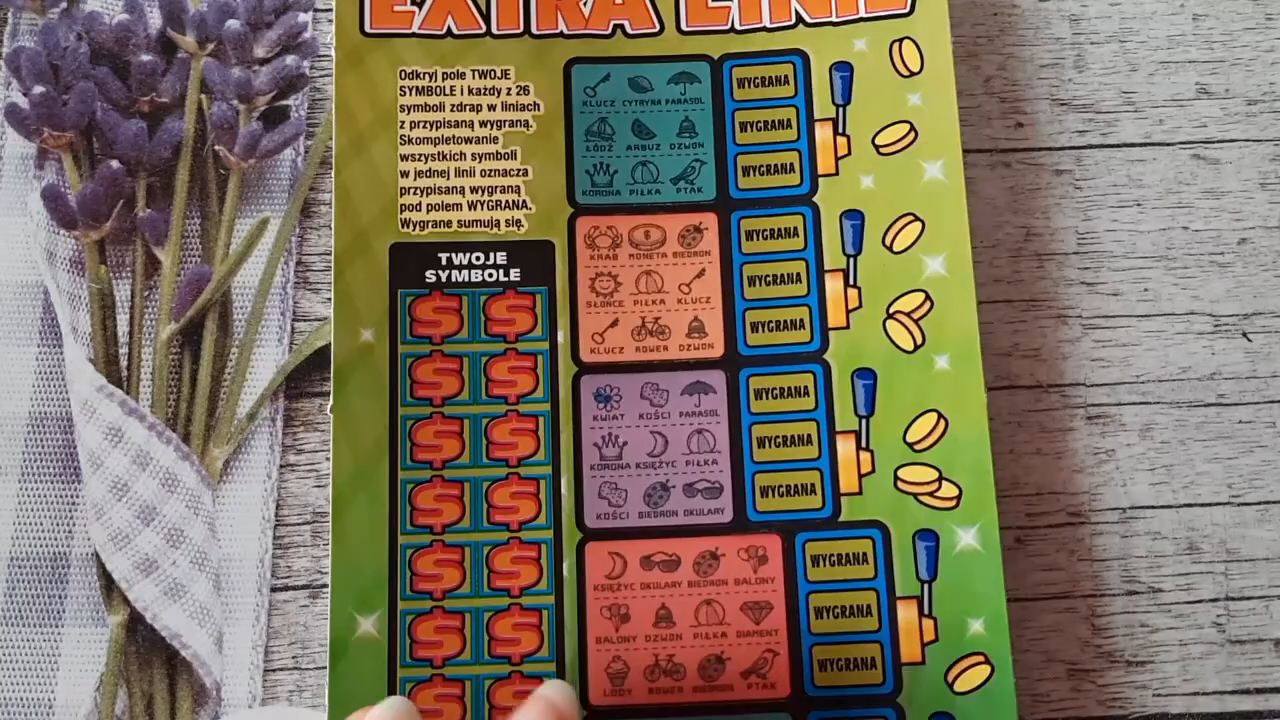 EXTRA LINIE
Odkryj pole TWOJE
SYMBOLE i każdy z 26
symboli zdrap w liniach
z przypisaną wygraną.
Skompletowanie
wszystkich symboli
w jednej linii oznacza
przypisaną wygraną
pod polem WYGRANA.
Wygrane sumują się.
TWOJE
SYMBOLE
KLUCZ CYTRYNA PARASOL
ŁÓDŹ ARBUZ DZWON
KORONA PIŁKA PTAK
WYGRANA
WYGRANA
WYGRANA
KRAB MONETA BIEDRON
SŁOŃCE PIŁKA KLUCZ
KLUCZ ROWER DZWON
WYGRANA
WYGRANA
WYGRANA
KWIAT KOŚCI PARASOL
KORONA KSIĘŻYC PIŁKA
KOŚCI BIEDRON OKULARY
WYGRANA
WYGRANA
WYGRANA
KSIĘŻYC OKULARY BIEDRON BALONY
BALONY DZWON PIŁKA DIAMENT
LODY ROWER BIEDRON PTAK
WYGRANA
WYGRANA
WYGRANA